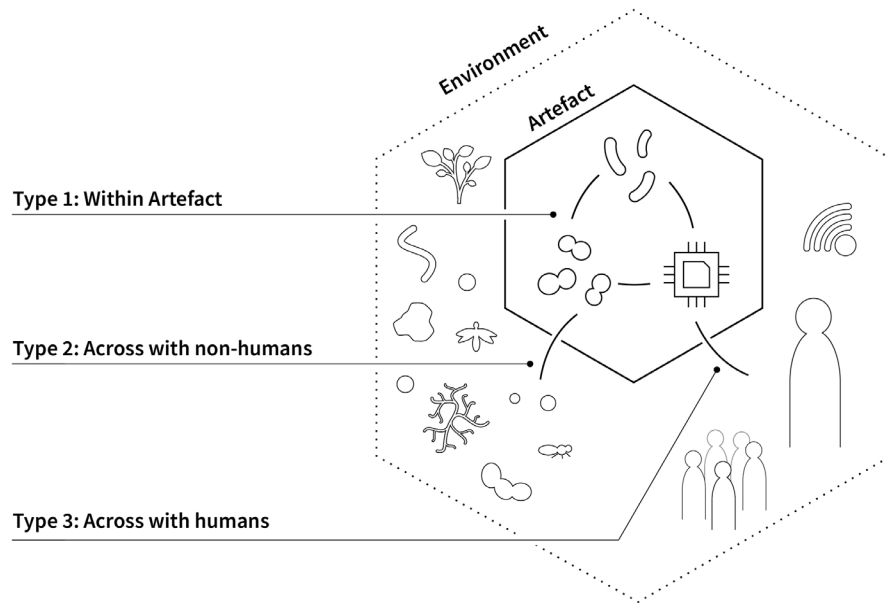 Environment
Artefact
Type 1: Within Artefact
Type 2: Across with non-humans
Type 3: Across with humans